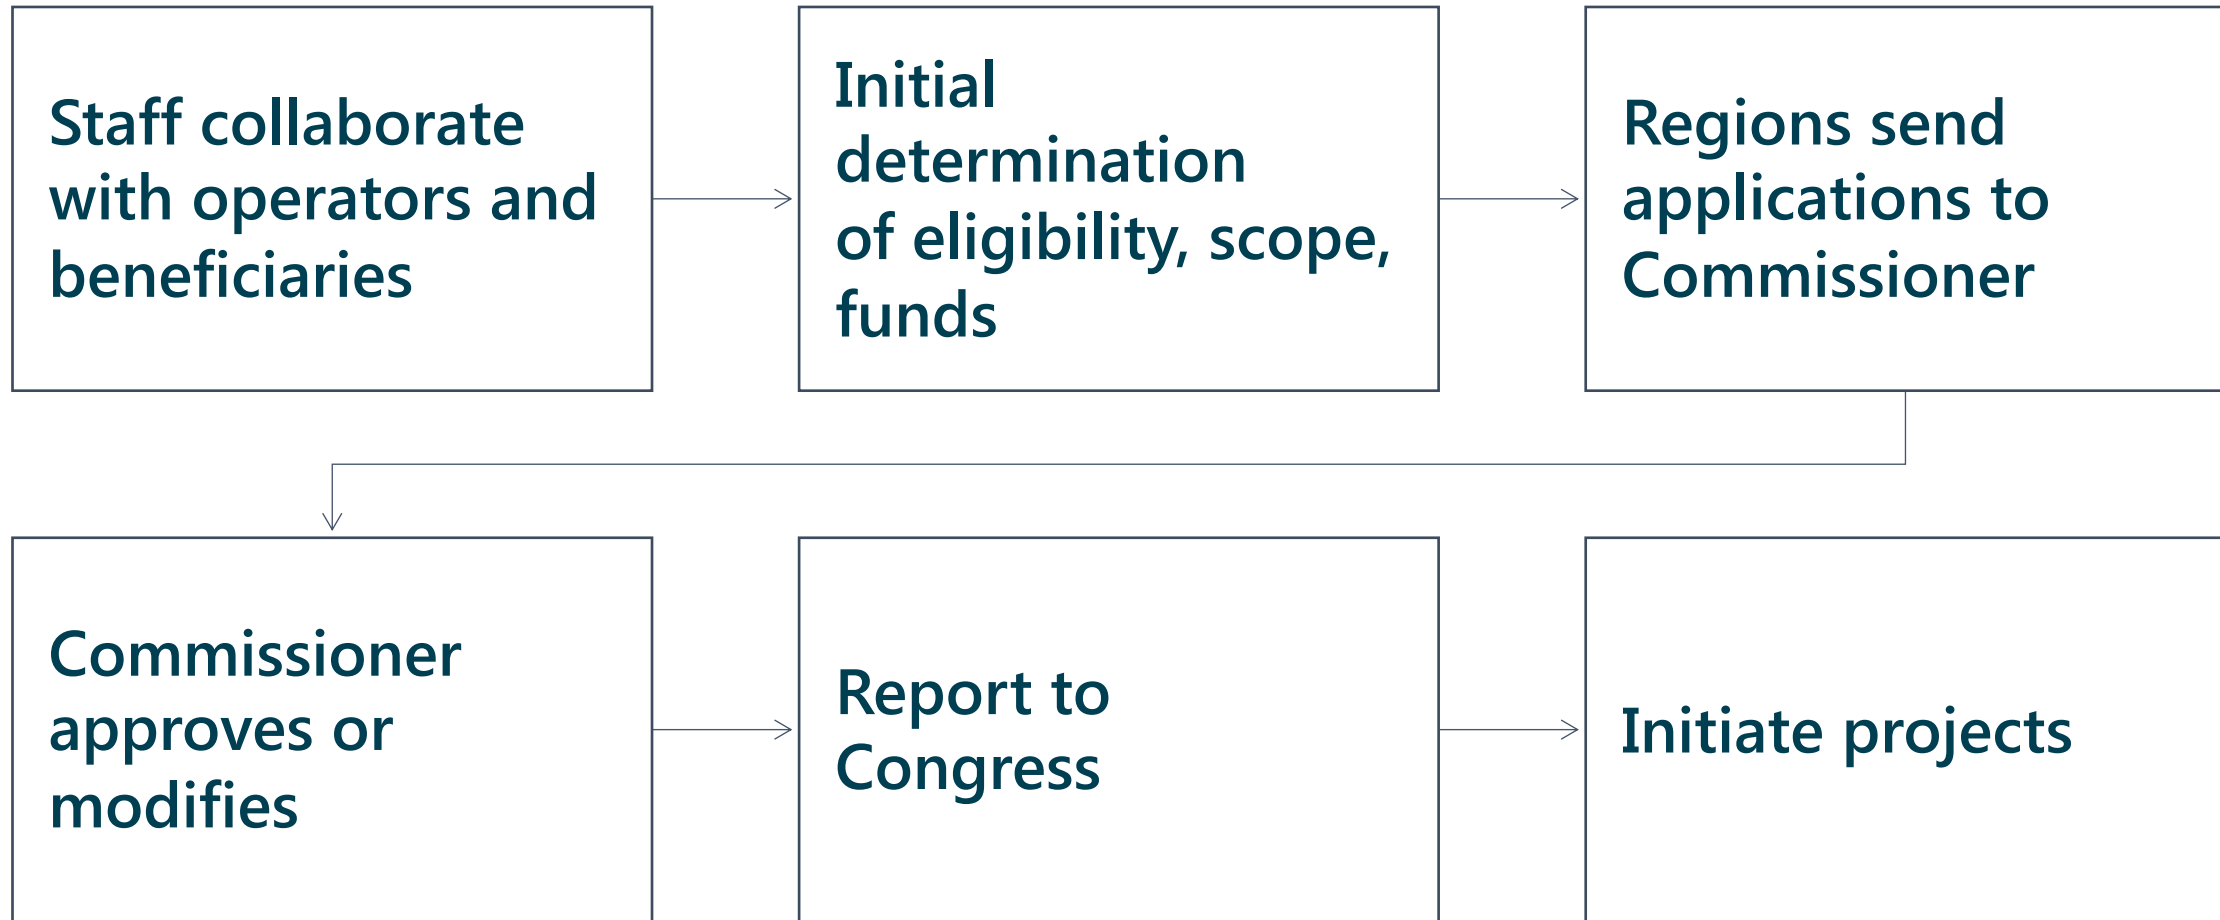 Staff collaborate
with operators and
beneficiaries
Initial
determination
of eligibility, scope,
funds
Regions send
applications to
Commissioner
Commissioner
approves or
modifies
Report to
Congress
Initiate projects